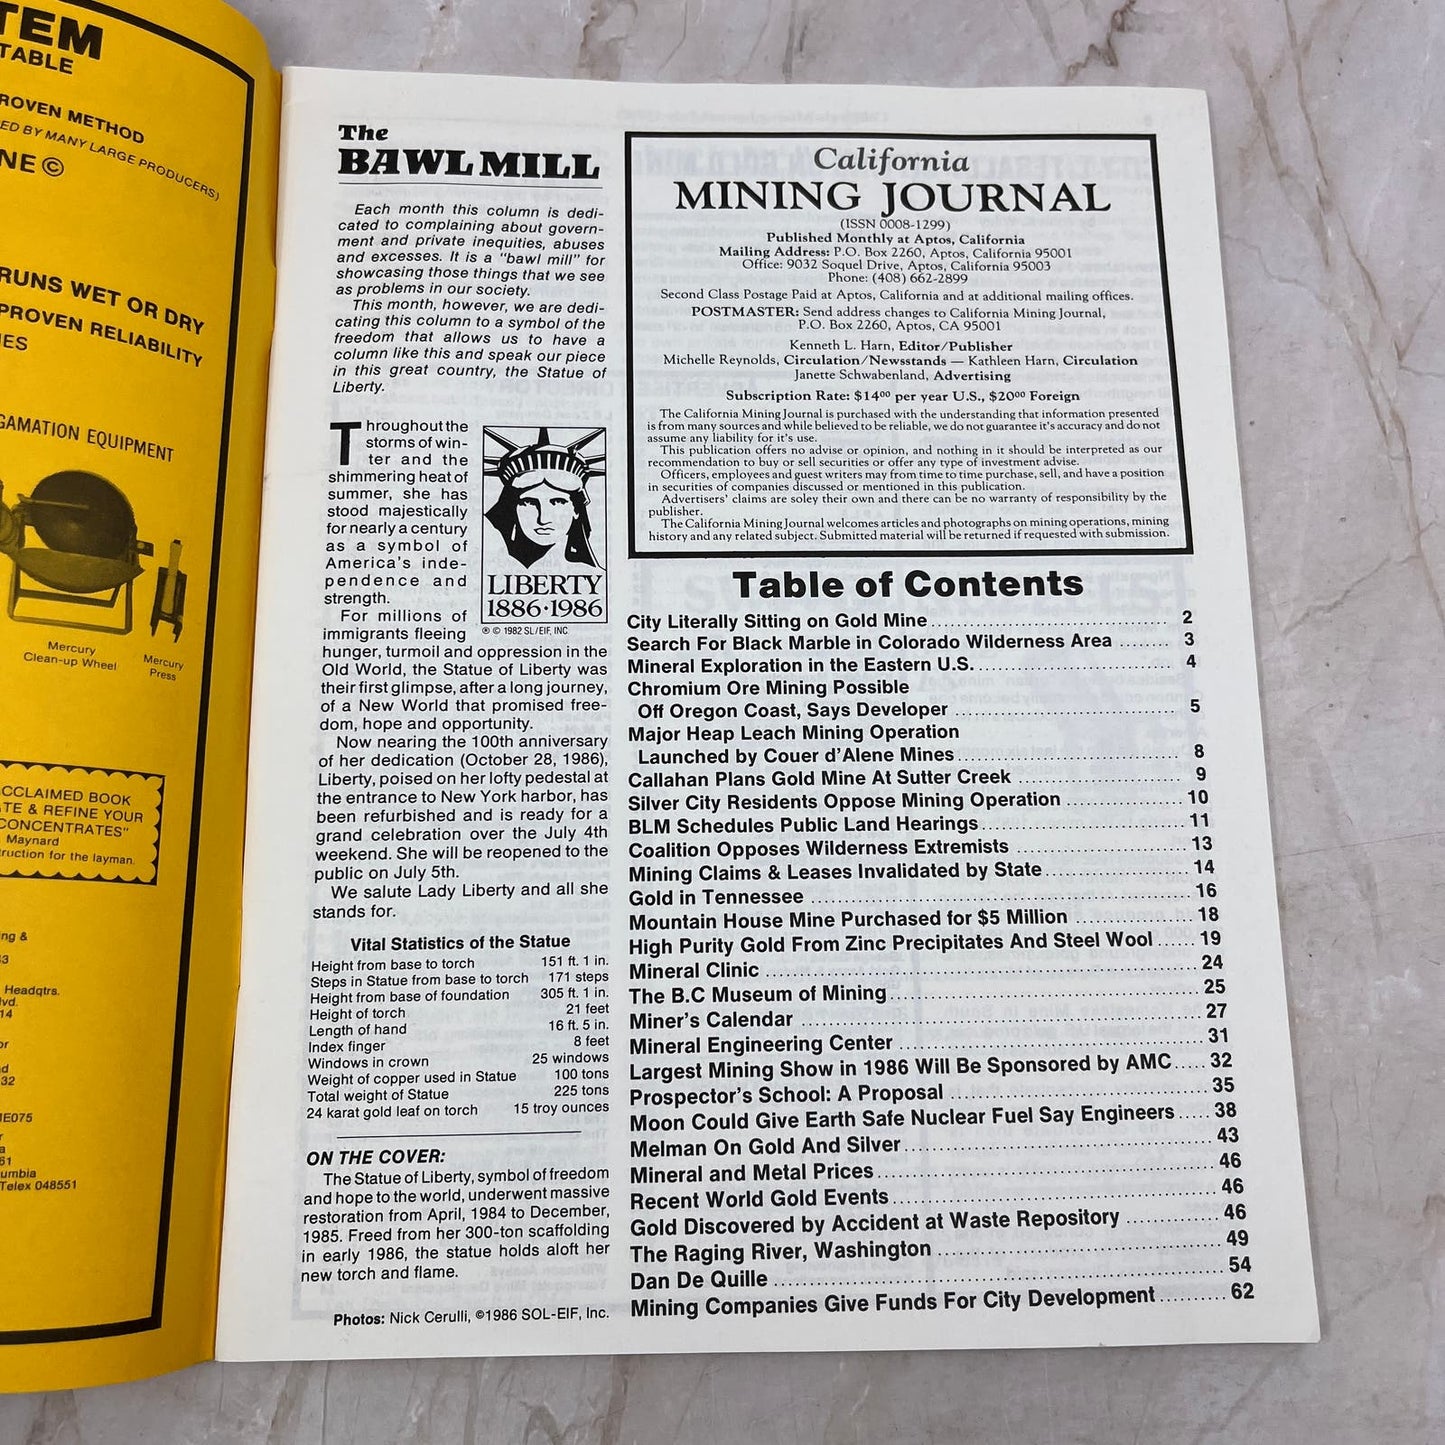 TEM
TABLE
ROVEN METHOD
ED BY MANY LARGE PRODUCERS)
NE ©
RUNS WET OR DRY
PROVEN RELIABILITY
IES
GAMATION EQUIPMENT
Mercury
Clean-up Wheel
Mercury
Press
CCLAIMED BOOK
TE & REFINE YOUR
CONCENTRATES"
Maynard
truction for the layman.
ng &
3
Headqtrs.
lvd.
14
or
d
32
ME075
r
a
61
umbia
Telex 048551
The
BAWL MILL
Each month this column is dedi-
cated to complaining about govern-
ment and private inequities, abuses
and excesses. It is a "bawl mill" for
showcasing those things that we see
as problems in our society.
This month, however, we are dedi-
cating this column to a symbol of the
freedom that allows us to have a
column like this and speak our piece
in this great country, the Statue of
Liberty.
Throughout the
storms of win-
ter and the
shimmering heat of
summer, she has
stood majestically
for nearly a century
as a symbol of
America's inde-
pendence and
strength.
For millions of
immigrants fleeing
hunger, turmoil and oppression in the
Old World, the Statue of Liberty was
their first glimpse, after a long journey,
of a New World that promised free-
dom, hope and opportunity.
Now nearing the 100th anniversary
of her dedication (October 28, 1986),
Liberty, poised on her lofty pedestal at
the entrance to New York harbor, has
been refurbished and is ready for a
grand celebration over the July 4th
weekend. She will be reopened to the
public on July 5th.
We salute Lady Liberty and all she
stands for.
LIBERTY
1886·1986
® © 1982 SL/EIF, INC
Vital Statistics of the Statue
Height from base to torch 151 ft. 1 in.
Steps in Statue from base to torch 171 steps
Height from base of foundation 305 ft. 1 in.
Height of torch 21 feet
Length of hand 16 ft. 5 in.
Index finger 8 feet
Windows in crown 25 windows
Weight of copper used in Statue 100 tons
Total weight of Statue 225 tons
24 karat gold leaf on torch 15 troy ounces
ON THE COVER:
The Statue of Liberty, symbol of freedom
and hope to the world, underwent massive
restoration from April, 1984 to December,
1985. Freed from her 300-ton scaffolding
in early 1986, the statue holds aloft her
new torch and flame.
Photos: Nick Cerulli, ©1986 SOL-EIF, Inc.
California
MINING JOURNAL
(ISSN 0008-1299)
Published Monthly at Aptos, California
Mailing Address: P.O. Box 2260, Aptos, California 95001
Office: 9032 Soquel Drive, Aptos, California 95003
Phone: (408) 662-2899
Second Class Postage Paid at Aptos, California and at additional mailing offices.
POSTMASTER: Send address changes to California Mining Journal,
P.O. Box 2260, Aptos, CA 95001
Kenneth L. Harn, Editor/Publisher
Michelle Reynolds, Circulation/Newsstands — Kathleen Harn, Circulation
Janette Schwabenland, Advertising
Subscription Rate: $14⁰⁰ per year U.S., $20⁰⁰ Foreign
The California Mining Journal is purchased with the understanding that information presented
is from many sources and while believed to be reliable, we do not guarantee it's accuracy and do not
assume any liability for it's use.
This publication offers no advise or opinion, and nothing in it should be interpreted as our
recommendation to buy or sell securities or offer any type of investment advise.
Officers, employees and guest writers may from time to time purchase, sell, and have a position
in securities of companies discussed or mentioned in this publication.
Advertisers' claims are soley their own and there can be no warranty of responsibility by the
publisher.
The California Mining Journal welcomes articles and photographs on mining operations, mining
history and any related subject. Submitted material will be returned if requested with submission.
Table of Contents
City Literally Sitting on Gold Mine 2
Search For Black Marble in Colorado Wilderness Area 3
Mineral Exploration in the Eastern U.S. 4
Chromium Ore Mining Possible
Off Oregon Coast, Says Developer 5
Major Heap Leach Mining Operation
Launched by Couer d'Alene Mines 8
Callahan Plans Gold Mine At Sutter Creek 9
Silver City Residents Oppose Mining Operation 10
BLM Schedules Public Land Hearings 11
Coalition Opposes Wilderness Extremists 13
Mining Claims & Leases Invalidated by State 14
Gold in Tennessee 16
Mountain House Mine Purchased for $5 Million 18
High Purity Gold From Zinc Precipitates And Steel Wool 19
Mineral Clinic 24
The B.C Museum of Mining 25
Miner's Calendar 27
Mineral Engineering Center 31
Largest Mining Show in 1986 Will Be Sponsored by AMC 32
Prospector's School: A Proposal 35
Moon Could Give Earth Safe Nuclear Fuel Say Engineers 38
Melman On Gold And Silver 43
Mineral and Metal Prices 46
Recent World Gold Events 46
Gold Discovered by Accident at Waste Repository 46
The Raging River, Washington 49
Dan De Quille 54
Mining Companies Give Funds For City Development 62